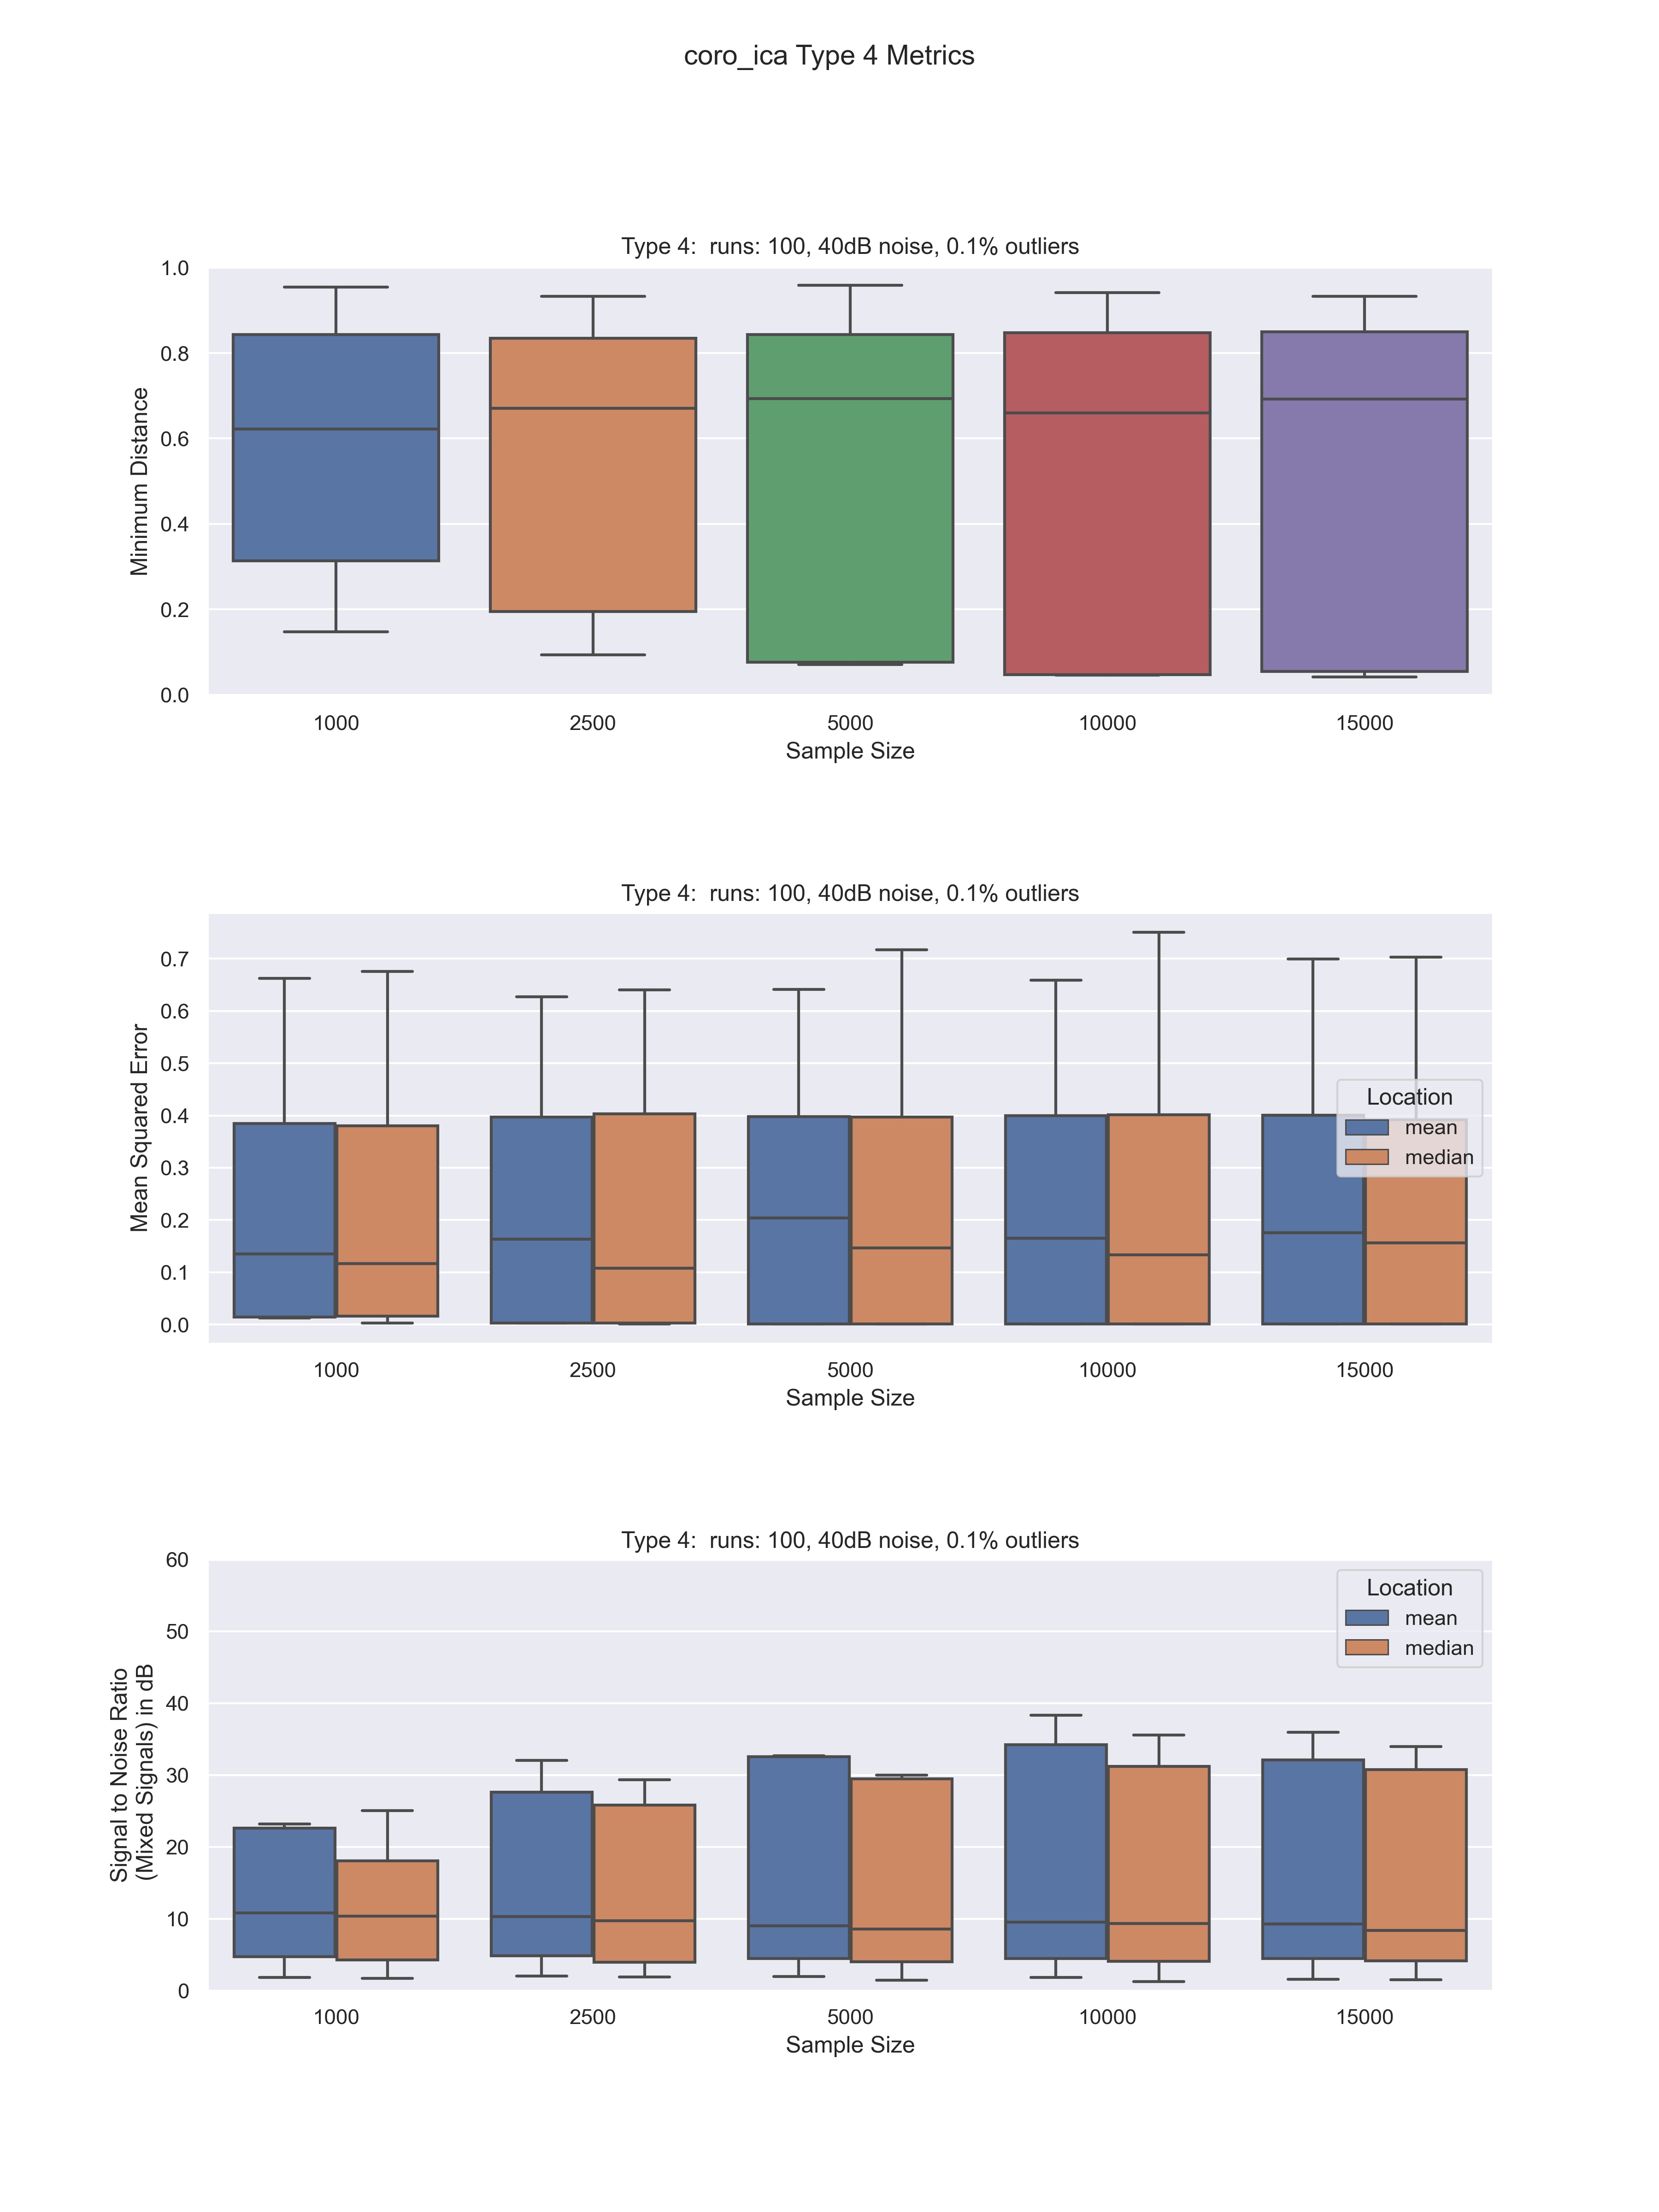 coro_ica Type 4 Metrics
Type 4:  runs: 100, 40dB noise, 0.1% outliers
1.0
0.8
0.6
0.4
0.2
0.0
Minimum Distance
1000 2500 5000 10000 15000
Sample Size
Type 4:  runs: 100, 40dB noise, 0.1% outliers
0.7
0.6
0.5
0.4
0.3
0.2
0.1
0.0
Mean Squared Error
Location
mean
median
1000 2500 5000 10000 15000
Sample Size
Type 4:  runs: 100, 40dB noise, 0.1% outliers
60
50
40
30
20
10
0
Signal to Noise Ratio
(Mixed Signals) in dB
Location
mean
median
1000 2500 5000 10000 15000
Sample Size